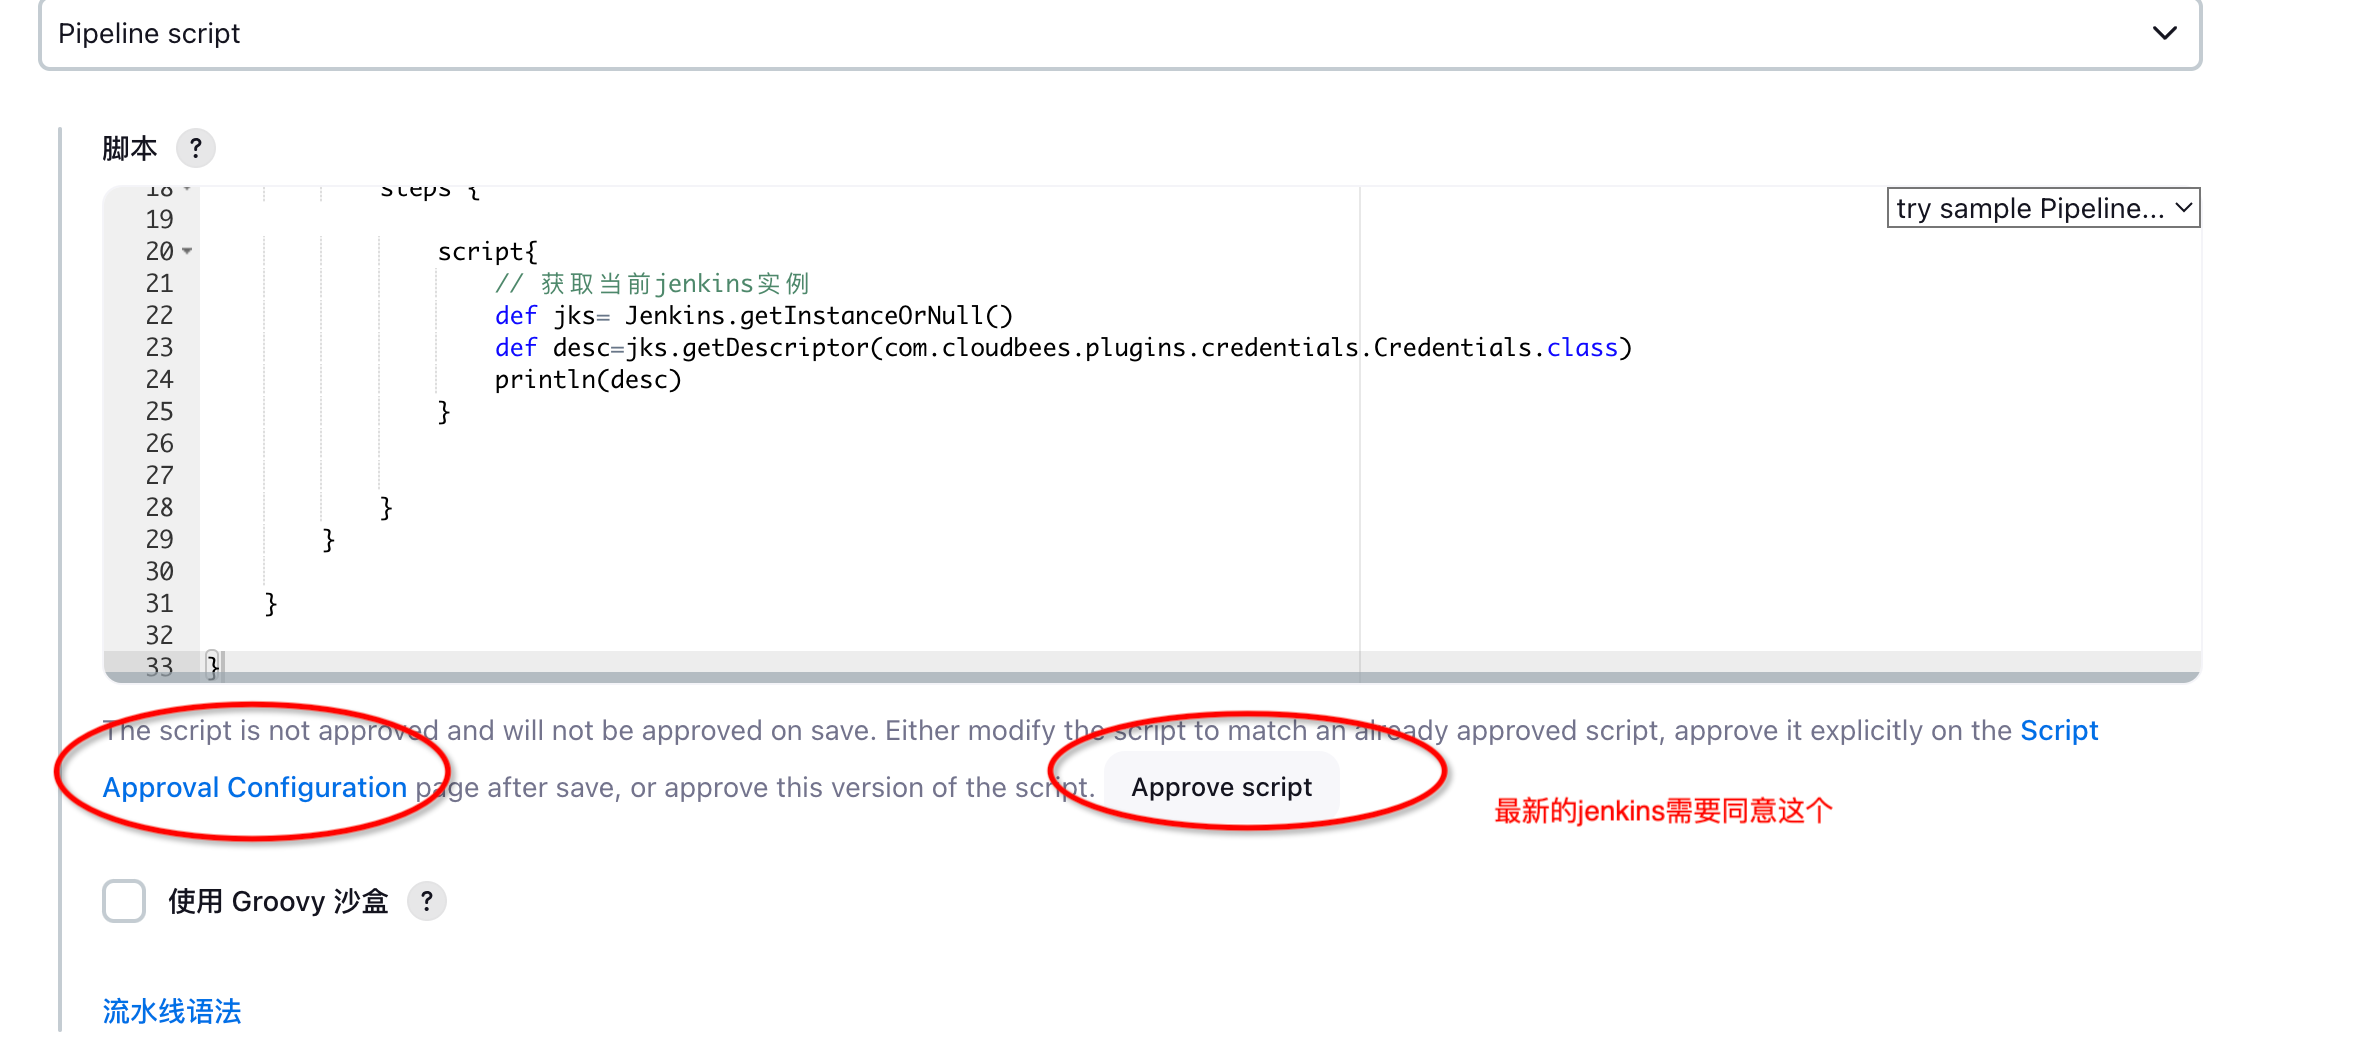 Pipeline script
脚本 ?
try sample Pipeline...
18 steps {
19
20 script{
21 // 获取当前jenkins实例
22 def jks= Jenkins.getInstanceOrNull()
23 def desc=jks.getDescriptor(com.cloudbees.plugins.credentials.Credentials.class)
24 println(desc)
25 }
26
27
28 }
29 }
30
31 }
32
33 }
The script is not approved and will not be approved on save. Either modify the script to match an already approved script, approve it explicitly on the Script
Approval Configuration page after save, or approve this version of the script. Approve script
最新的jenkins需要同意这个
使用 Groovy 沙盒 ?
流水线语法